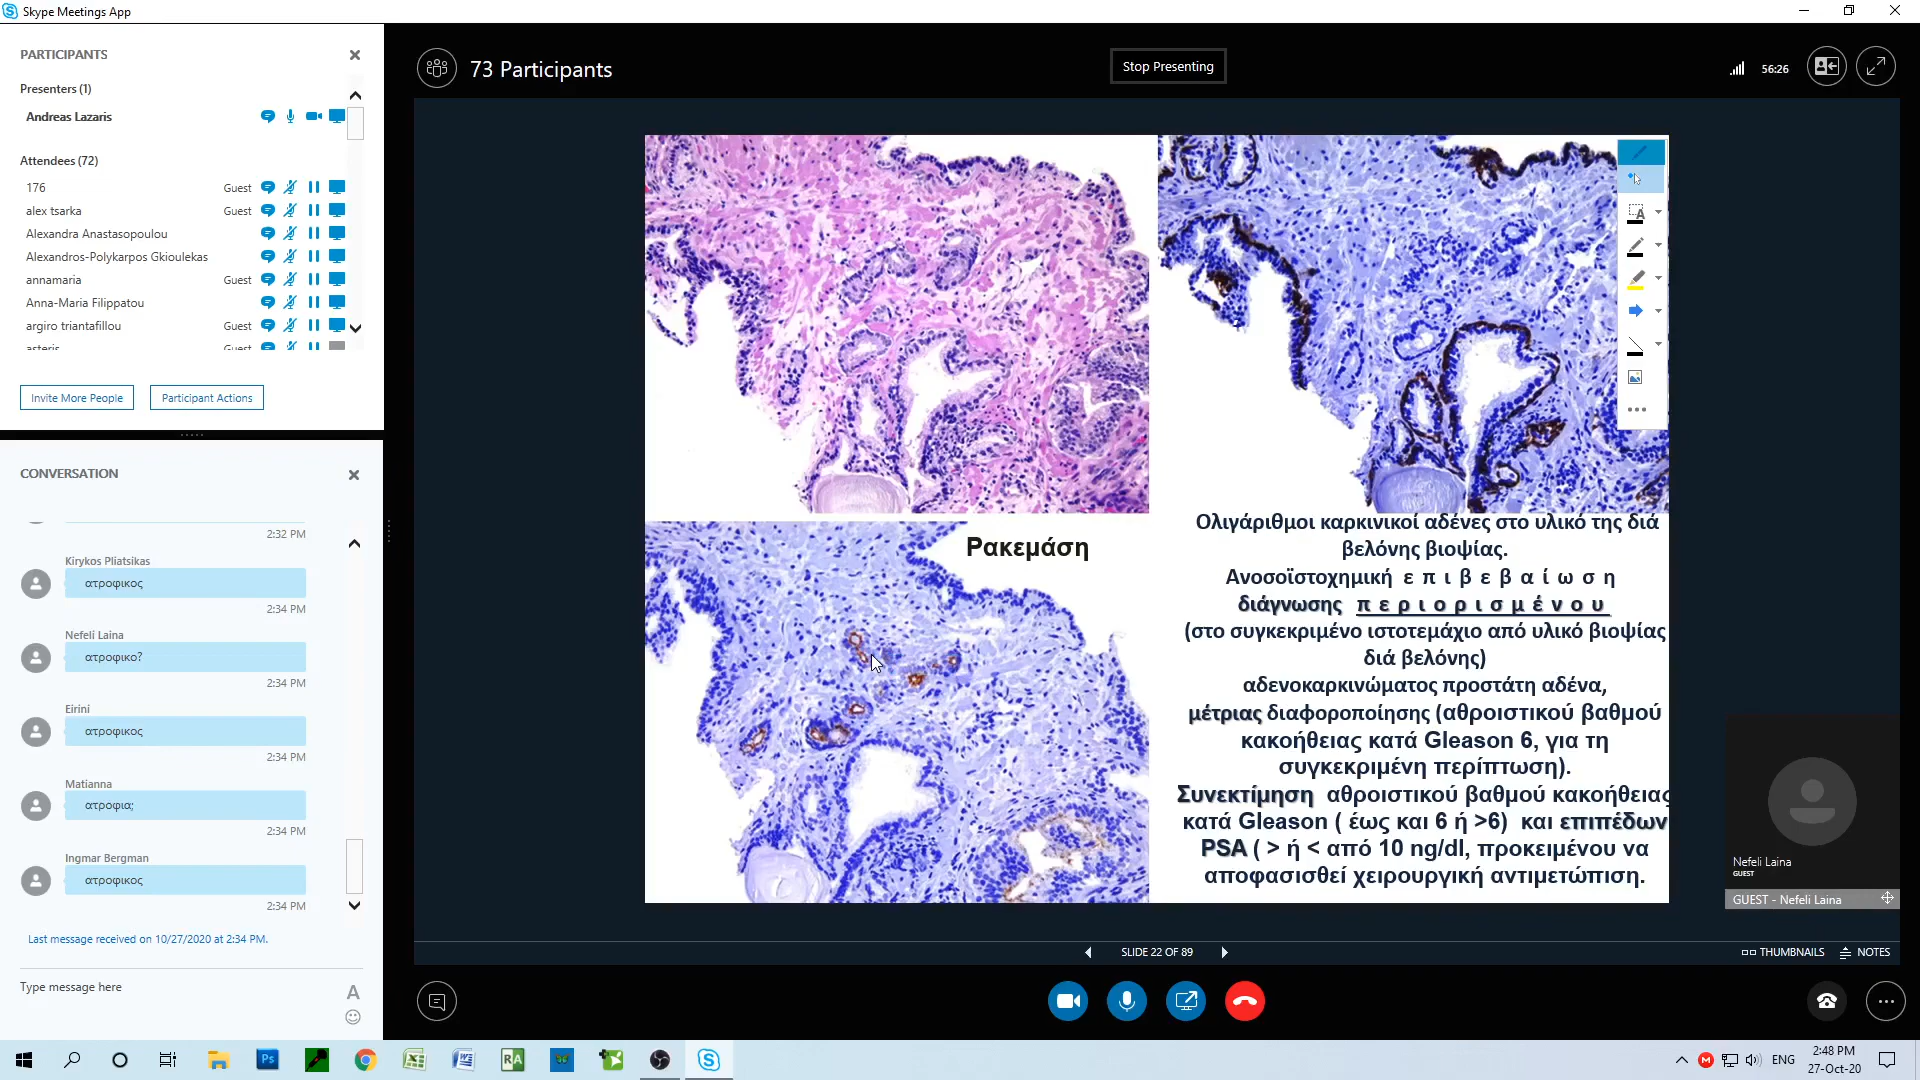 Skype Meetings App
PARTICIPANTS
Presenters (1)
Andreas Lazaris
Attendees (72)
176 Guest
alex tsarka Guest
Alexandra Anastasopoulou
Alexandros-Polykarpos Gkioulekas
annamaria Guest
Anna-Maria Filippatou
argiro triantafillou Guest
asteris Guest
Invite More People Participant Actions
CONVERSATION
2:32 PM
Kirykos Pliatsikas
ατροφικος
2:34 PM
Nefeli Laina
ατροφικο?
2:34 PM
Eirini
ατροφικος
2:34 PM
Matianna
ατροφια;
2:34 PM
Ingmar Bergman
ατροφικος
2:34 PM
Last message received on 10/27/2020 at 2:34 PM.
Type message here
A
73 Participants
Stop Presenting
56:26
Ρακεμάση
Ολιγάριθμοι καρκινικοί αδένες στο υλικό της διά
βελόνης βιοψίας.
Ανοσοϊστοχημική ε π ι β ε β α ί ω σ η
διάγνωσης π ε ρ ι ο ρ ι σ μ έ ν ο υ
(στο συγκεκριμένο ιστοτεμάχιο από υλικό βιοψίας
διά βελόνης)
αδενοκαρκινώματος προστάτη αδένα,
μέτριας διαφοροποίησης (αθροιστικού βαθμού
κακοήθειας κατά Gleason 6, για τη
συγκεκριμένη περίπτωση).
Συνεκτίμηση αθροιστικού βαθμού κακοήθειας
κατά Gleason ( έως και 6 ή >6) και επιπέδων
PSA ( > ή < από 10 ng/dl, προκειμένου να
αποφασισθεί χειρουργική αντιμετώπιση.
Nefeli Laina
GUEST
GUEST - Nefeli Laina
SLIDE 22 OF 89
THUMBNAILS NOTES
Ps
RA
ENG
2:48 PM
27-Oct-20